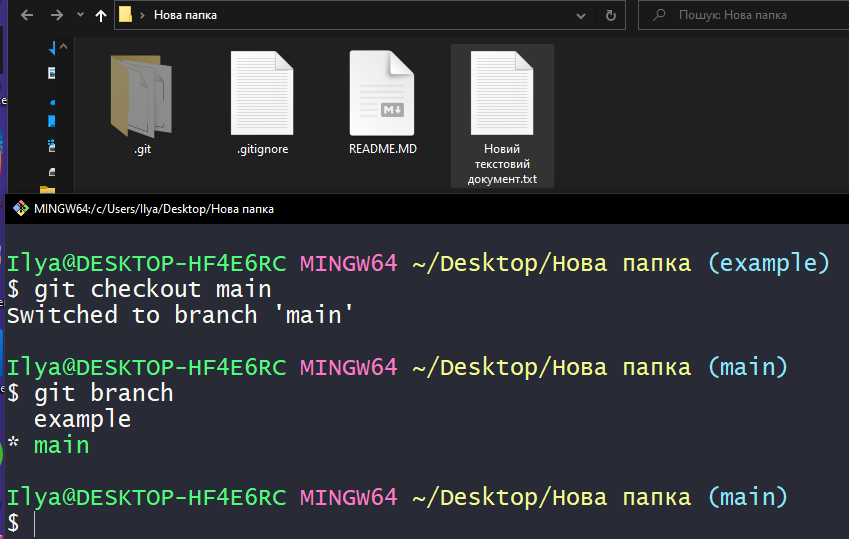 Нова папка
Пошук: Нова папка
.git
.gitignore
README.MD
Новий
текстовий
документ.txt
MINGW64:/c/Users/Ilya/Desktop/Нова папка
Ilya@DESKTOP-HF4E6RC MINGW64 ~/Desktop/Нова папка (example)
$ git checkout main
Switched to branch 'main'
Ilya@DESKTOP-HF4E6RC MINGW64 ~/Desktop/Нова папка (main)
$ git branch
example
* main
Ilya@DESKTOP-HF4E6RC MINGW64 ~/Desktop/Нова папка (main)
$